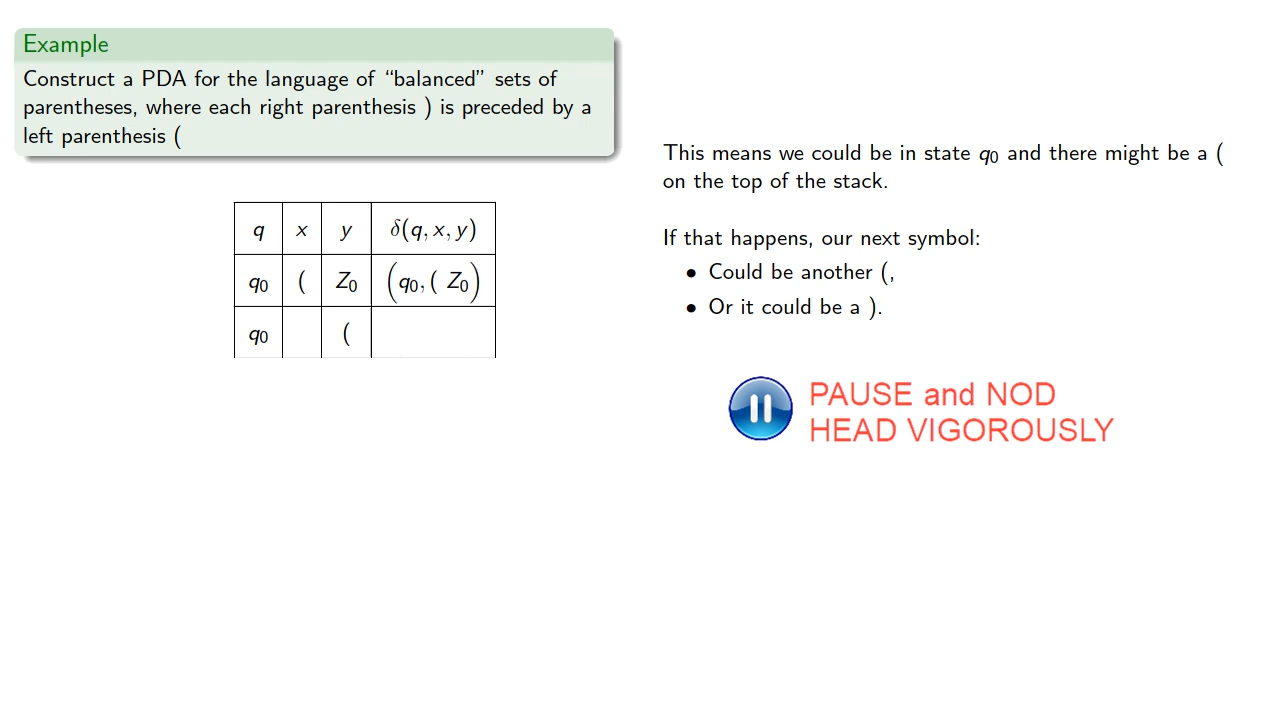 Example
Construct a PDA for the language of “balanced” sets of
parentheses, where each right parenthesis ) is preceded by a
left parenthesis (
q x y δ(q, x, y)
q₀ ( Z₀ (q₀, ( Z₀)
q₀ (
This means we could be in state q₀ and there might be a (
on the top of the stack.
If that happens, our next symbol:
• Could be another (,
• Or it could be a ).
PAUSE and NOD
HEAD VIGOROUSLY